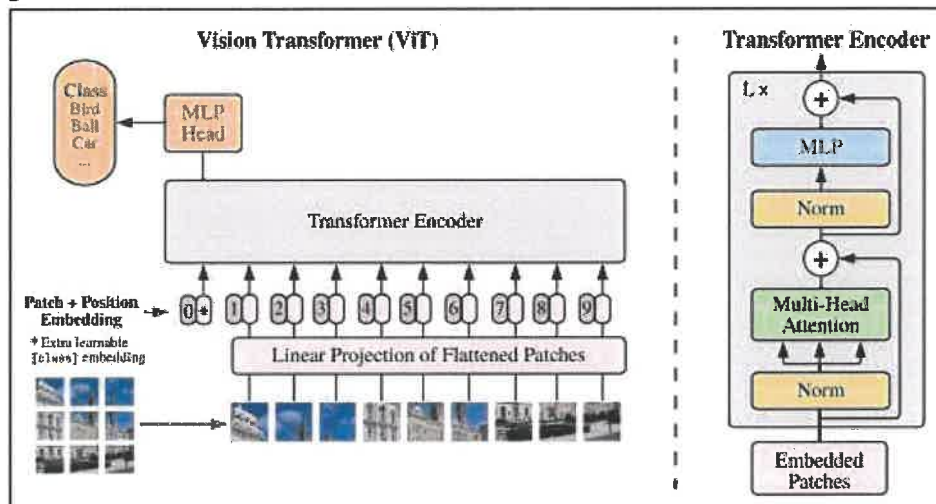 Vision Transformer (ViT)
Class
Bird
Ball
Car
...
MLP
Head
Transformer Encoder
0 * 1 2 3 4 5 6 7 8 9
Patch + Position
Embedding
* Extra learnable
[class] embedding
Linear Projection of Flattened Patches
Transformer Encoder
L ×
+
MLP
Norm
+
Multi-Head
Attention
Norm
Embedded
Patches